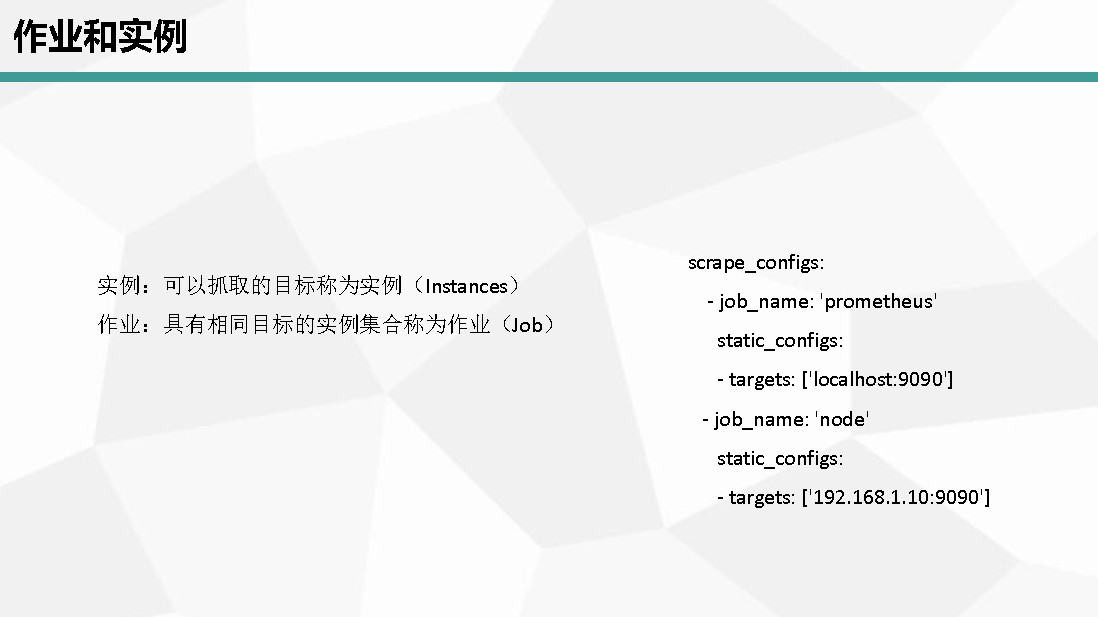 作业和实例
实例：可以抓取的目标称为实例（Instances）
作业：具有相同目标的实例集合称为作业（Job）
scrape_configs:
- job_name: 'prometheus'
static_configs:
- targets: ['localhost:9090']
- job_name: 'node'
static_configs:
- targets: ['192.168.1.10:9090']